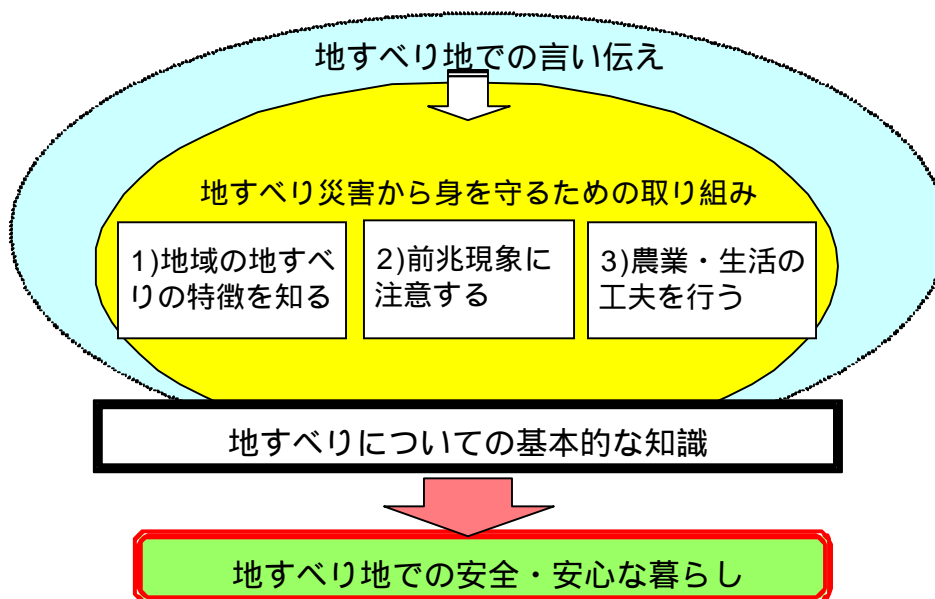 地すべり地での言い伝え
地すべり災害から身を守るための取り組み
1)地域の地すべ
りの特徴を知る
2)前兆現象に
注意する
3)農業・生活の
工夫を行う
地すべりについての基本的な知識
地すべり地での安全・安心な暮らし